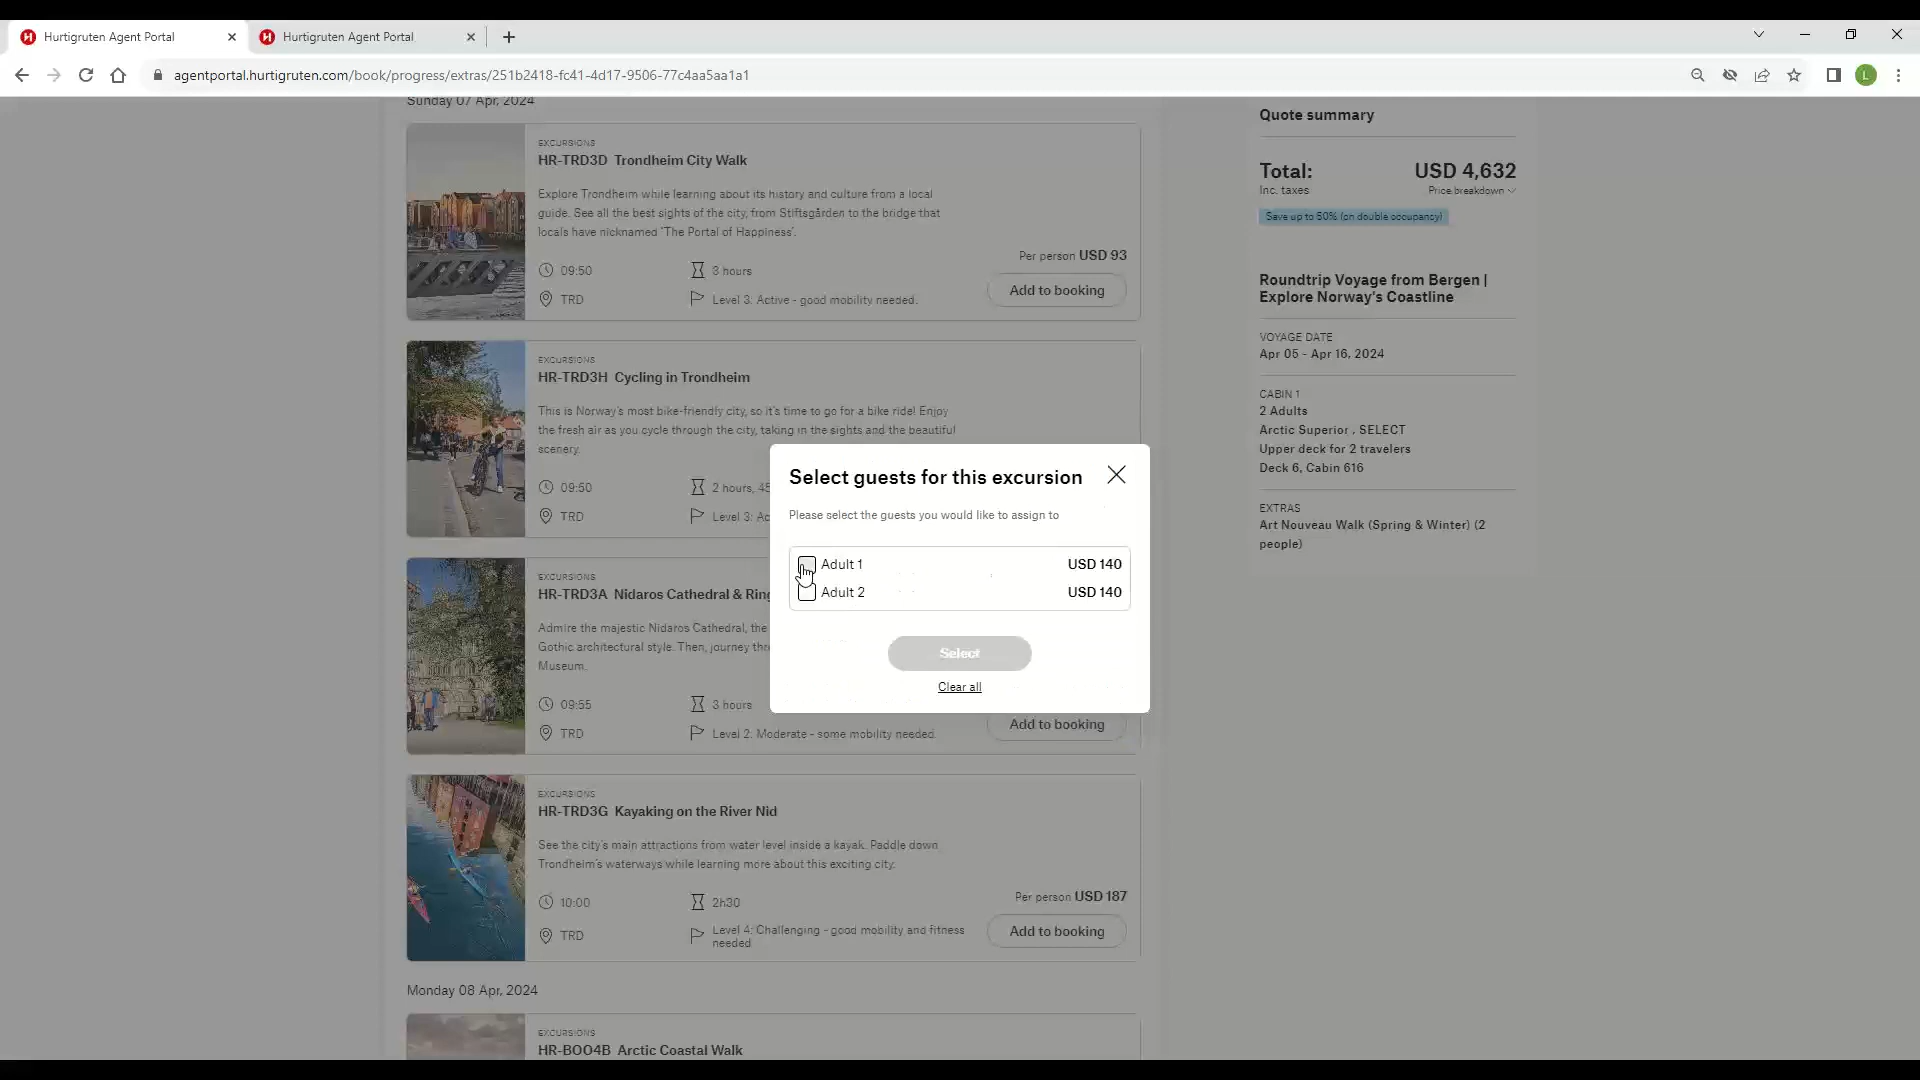 Hurtigruten Agent Portal
Hurtigruten Agent Portal
agentportal.hurtigruten.com/book/progress/extras/251b2418-fc41-4d17-9506-77c4aa5aa1a1
L
Sunday 07 Apr, 2024
EXCURSIONS
HR-TRD3D Trondheim City Walk
Explore Trondheim while learning about its history and culture from a local
guide. See all the best sights of the city, from Stiftsgården to the bridge that
locals have nicknamed 'The Portal of Happiness'.
Per person USD 93
09:50
3 hours
TRD
Level 3: Active - good mobility needed.
Add to booking
EXCURSIONS
HR-TRD3H Cycling in Trondheim
This is Norway's most bike-friendly city, so it's time to go for a bike ride! Enjoy
the fresh air as you cycle through the city, taking in the sights and the beautiful
scenery.
09:50
2 hours, 45
TRD
Level 3: Ac
EXCURSIONS
HR-TRD3A Nidaros Cathedral & Ring
Admire the majestic Nidaros Cathedral, the
Gothic architectural style. Then, journey thr
Museum.
09:55
3 hours
TRD
Level 2: Moderate - some mobility needed.
Add to booking
EXCURSIONS
HR-TRD3G Kayaking on the River Nid
See the city's main attractions from water level inside a kayak. Paddle down
Trondheim's waterways while learning more about this exciting city.
Per person USD 187
10:00
2h30
TRD
Level 4: Challenging - good mobility and fitness
needed
Add to booking
Monday 08 Apr, 2024
EXCURSIONS
HR-BOO4B Arctic Coastal Walk
Select guests for this excursion
Please select the guests you would like to assign to
Adult 1 USD 140
Adult 2 USD 140
Select
Clear all
Quote summary
Total: USD 4,632
Inc. taxes Price breakdown
Save up to 50% (on double occupancy)
Roundtrip Voyage from Bergen |
Explore Norway's Coastline
VOYAGE DATE
Apr 05 - Apr 16, 2024
CABIN 1
2 Adults
Arctic Superior , SELECT
Upper deck for 2 travelers
Deck 6, Cabin 616
EXTRAS
Art Nouveau Walk (Spring & Winter) (2
people)